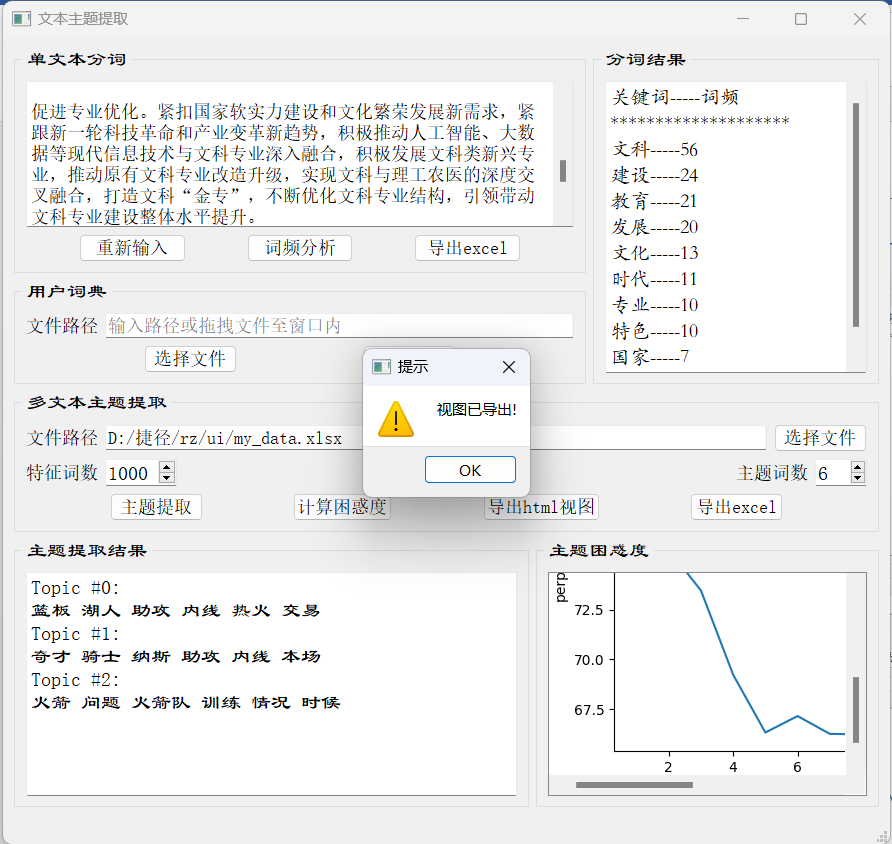 文本主题提取
单文本分词
促进专业优化。紧扣国家软实力建设和文化繁荣发展新需求，紧
跟新一轮科技革命和产业变革新趋势，积极推动人工智能、大数
据等现代信息技术与文科专业深入融合，积极发展文科类新兴专
业，推动原有文科专业改造升级，实现文科与理工农医的深度交
叉融合，打造文科“金专”，不断优化文科专业结构，引领带动
文科专业建设整体水平提升。
重新输入 词频分析 导出excel
分词结果
关键词-----词频
********************
文科-----56
建设-----24
教育-----21
发展-----20
文化-----13
时代-----11
专业-----10
特色-----10
国家-----7
用户词典
文件路径 输入路径或拖拽文件至窗口内
选择文件
提示
视图已导出!
OK
多文本主题提取
文件路径 D:/捷径/rz/ui/my_data.xlsx 选择文件
特征词数 1000 主题词数 6
主题提取 计算困惑度 导出html视图 导出excel
主题提取结果
Topic #0:
篮板 湖人 助攻 内线 热火 交易
Topic #1:
奇才 骑士 纳斯 助攻 内线 本场
Topic #2:
火箭 问题 火箭队 训练 情况 时候
主题困惑度
perp
72.5
70.0
67.5
2 4 6